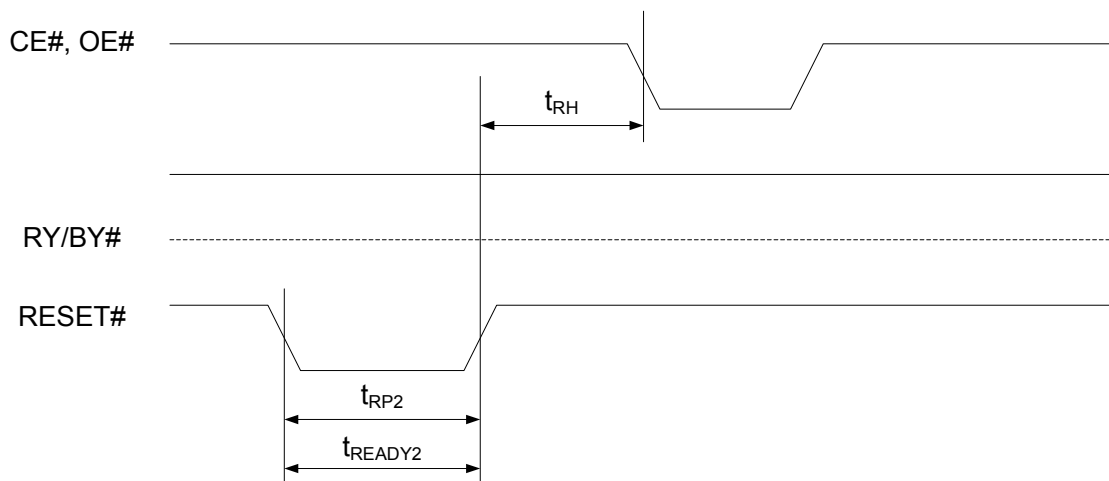 CE#, OE#
tRH
RY/BY#
RESET#
tRP2
tREADY2